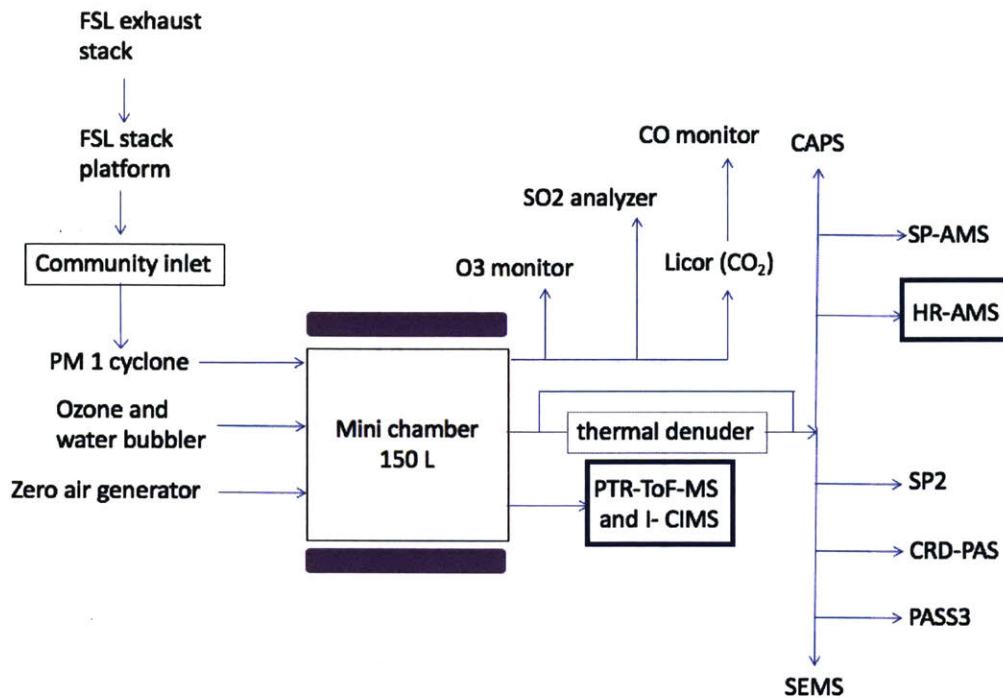 FSL exhaust
stack
FSL stack
platform
Community inlet
PM 1 cyclone
Ozone and
water bubbler
Zero air generator
Mini chamber
150 L
O3 monitor
SO2 analyzer
CO monitor
Licor (CO₂)
thermal denuder
PTR-ToF-MS
and I- CIMS
CAPS
SP-AMS
HR-AMS
SP2
CRD-PAS
PASS3
SEMS